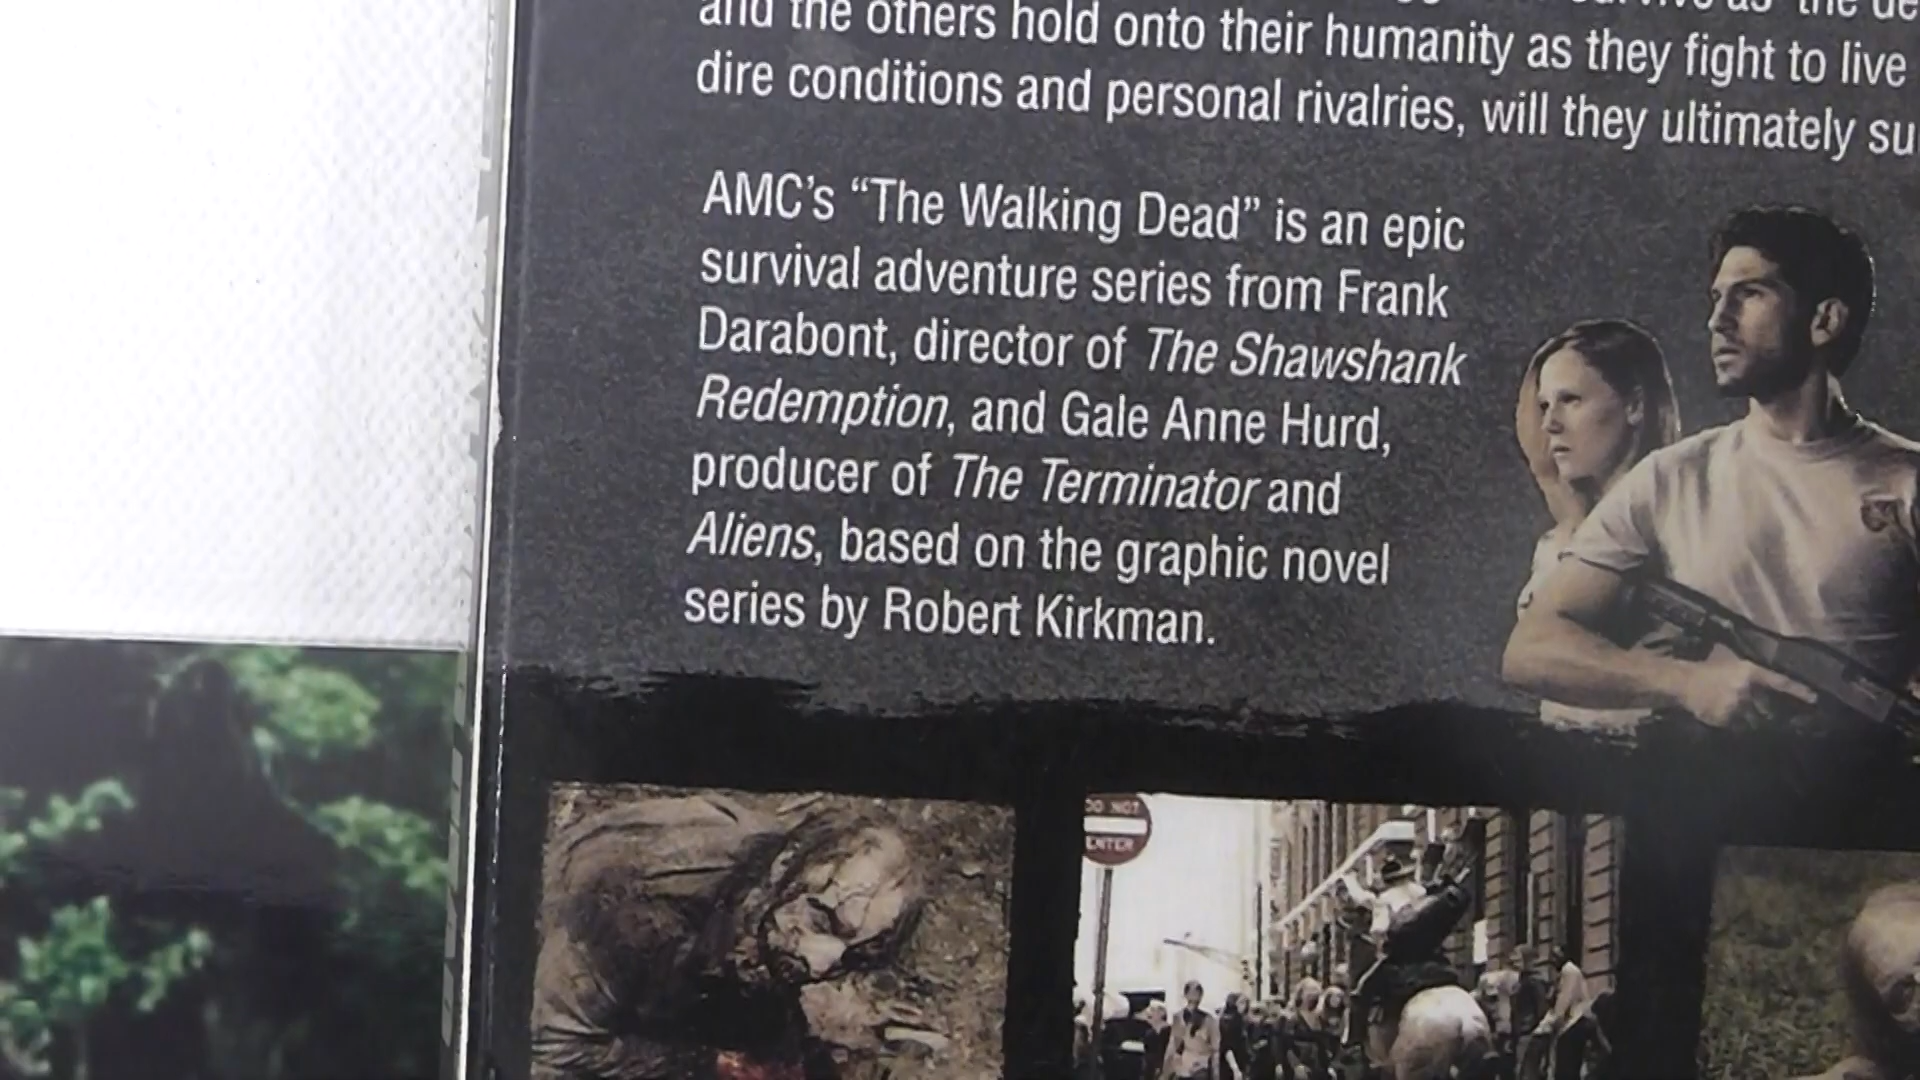 and the others hold onto their humanity as they fight to live
dire conditions and personal rivalries, will they ultimately
AMC's “The Walking Dead” is an epic
survival adventure series from Frank
Darabont, director of The Shawshank
Redemption, and Gale Anne Hurd,
producer of The Terminator and
Aliens, based on the graphic novel
series by Robert Kirkman.
DO NOT
ENTER